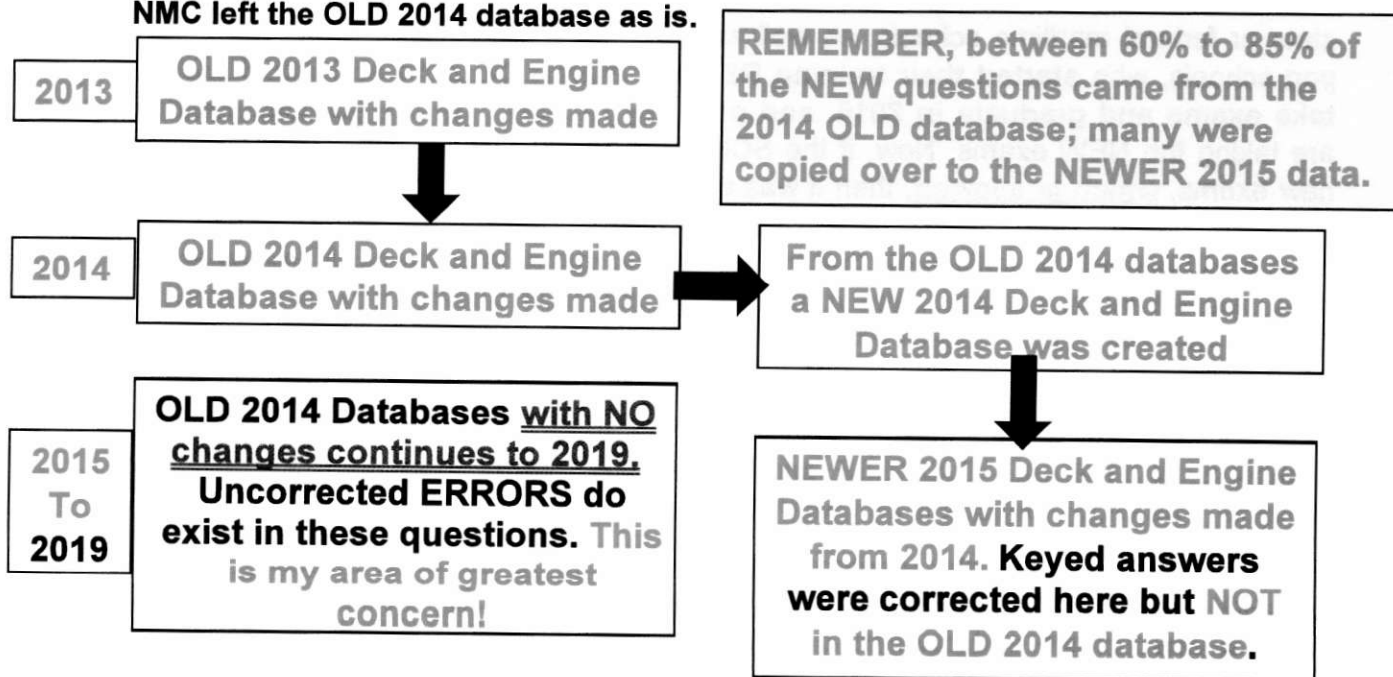 NMC left the OLD 2014 database as is.
2013
OLD 2013 Deck and Engine
Database with changes made
REMEMBER, between 60% to 85% of
the NEW questions came from the
2014 OLD database; many were
copied over to the NEWER 2015 data.
2014
OLD 2014 Deck and Engine
Database with changes made
From the OLD 2014 databases
a NEW 2014 Deck and Engine
Database was created
2015
To
2019
OLD 2014 Databases with NO
changes continues to 2019.
Uncorrected ERRORS do
exist in these questions. This
is my area of greatest
concern!
NEWER 2015 Deck and Engine
Databases with changes made
from 2014. Keyed answers
were corrected here but NOT
in the OLD 2014 database.